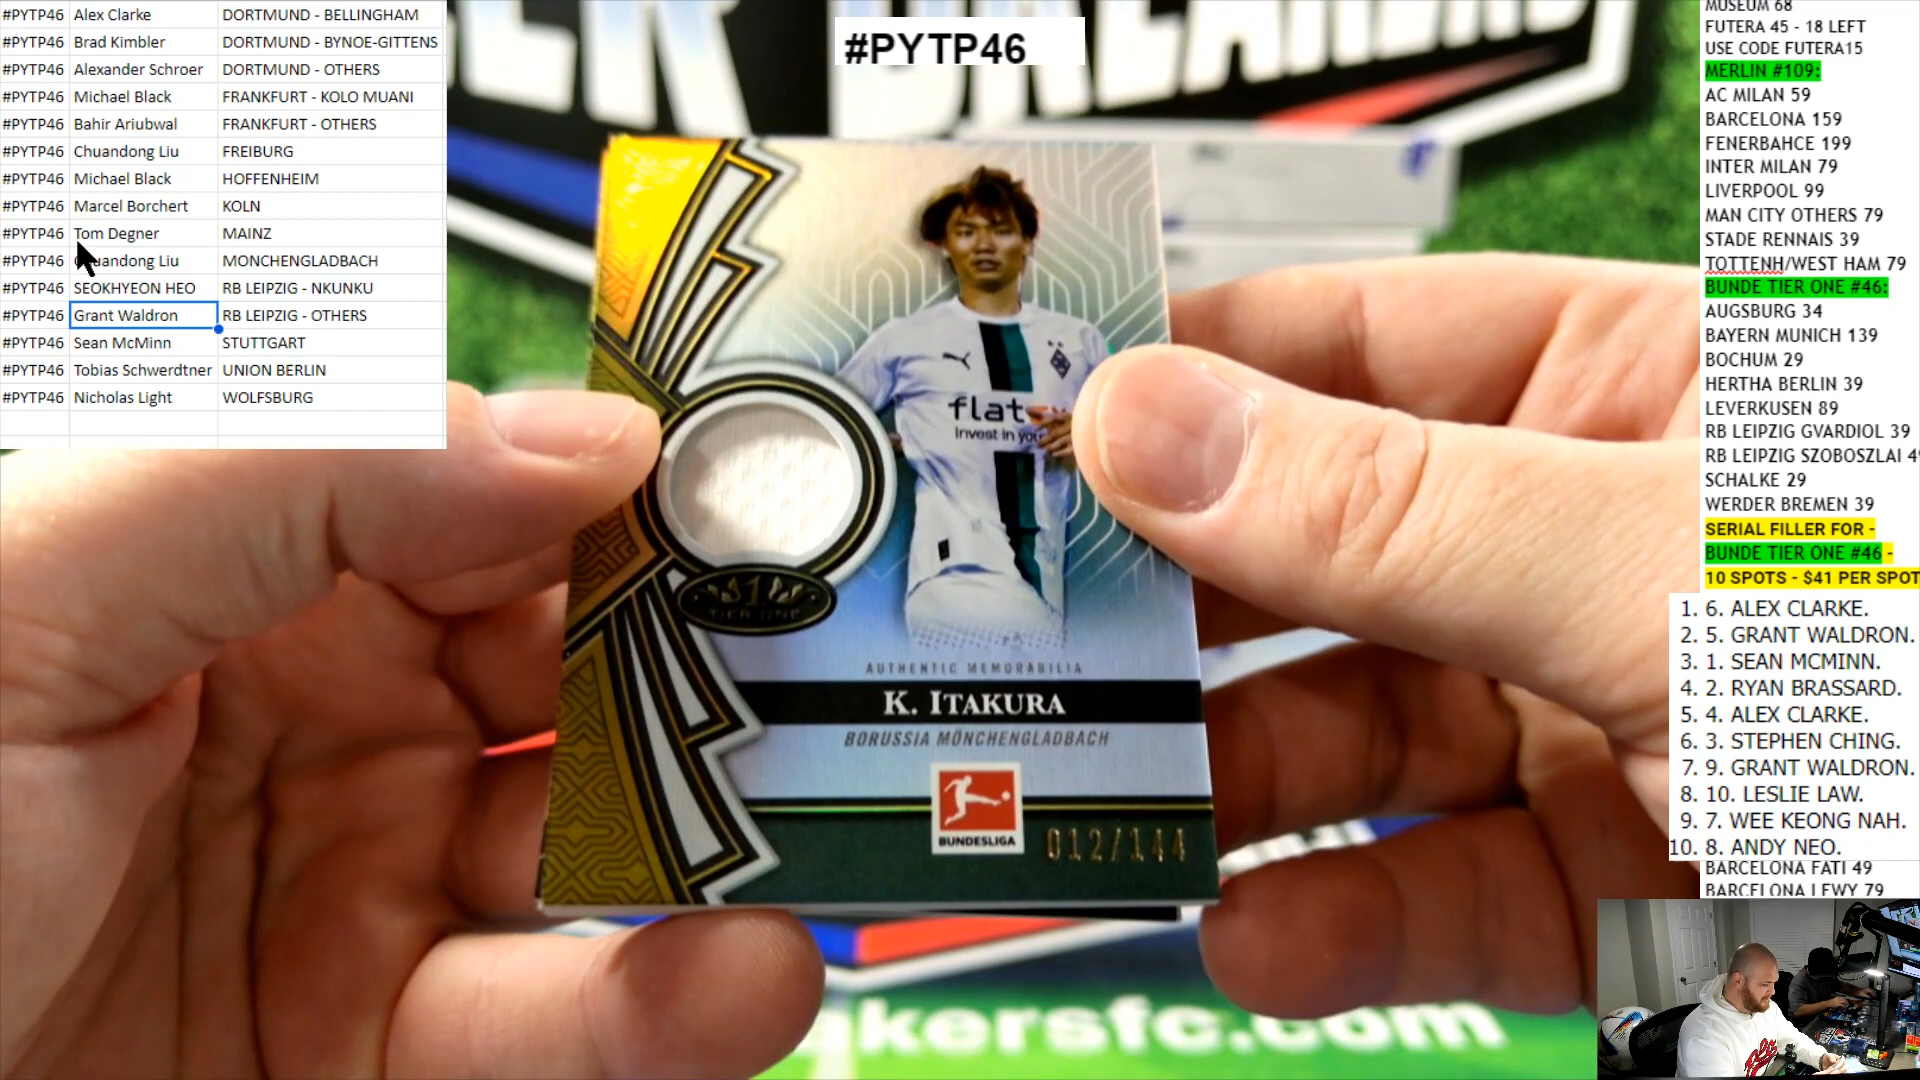 #PYTP46 Alex Clarke DORTMUND - BELLINGHAM
#PYTP46 Brad Kimbler DORTMUND - BYNOE-GITTENS
#PYTP46 Alexander Schroer DORTMUND - OTHERS
#PYTP46 Michael Black FRANKFURT - KOLO MUANI
#PYTP46 Bahir Ariubwal FRANKFURT - OTHERS
#PYTP46 Chuandong Liu FREIBURG
#PYTP46 Michael Black HOFFENHEIM
#PYTP46 Marcel Borchert KOLN
#PYTP46 Tom Degner MAINZ
#PYTP46 uandong Liu MONCHENGLADBACH
#PYTP46 SEOKHYEON HEO RB LEIPZIG - NKUNKU
#PYTP46 Grant Waldron RB LEIPZIG - OTHERS
#PYTP46 Sean McMinn STUTTGART
#PYTP46 Tobias Schwerdtner UNION BERLIN
#PYTP46 Nicholas Light WOLFSBURG
#PYTP46
flat
Invest in you
1
TIER ONE
AUTHENTIC MEMORABILIA
K. ITAKURA
BORUSSIA MÖNCHENGLADBACH
BUNDESLIGA
012/144
akersfc.com
MUSEUM 68
FUTERA 45 - 18 LEFT
USE CODE FUTERA15
MERLIN #109:
AC MILAN 59
BARCELONA 159
FENERBAHCE 199
INTER MILAN 79
LIVERPOOL 99
MAN CITY OTHERS 79
STADE RENNAIS 39
TOTTENH/WEST HAM 79
BUNDE TIER ONE #46:
AUGSBURG 34
BAYERN MUNICH 139
BOCHUM 29
HERTHA BERLIN 39
LEVERKUSEN 89
RB LEIPZIG GVARDIOL 39
RB LEIPZIG SZOBOSZLAI 49
SCHALKE 29
WERDER BREMEN 39
SERIAL FILLER FOR -
BUNDE TIER ONE #46 -
10 SPOTS - $41 PER SPOT
1. 6. ALEX CLARKE.
2. 5. GRANT WALDRON.
3. 1. SEAN MCMINN.
4. 2. RYAN BRASSARD.
5. 4. ALEX CLARKE.
6. 3. STEPHEN CHING.
7. 9. GRANT WALDRON.
8. 10. LESLIE LAW.
9. 7. WEE KEONG NAH.
10. 8. ANDY NEO.
BARCELONA FATI 49
BARCELONA LEWY 79